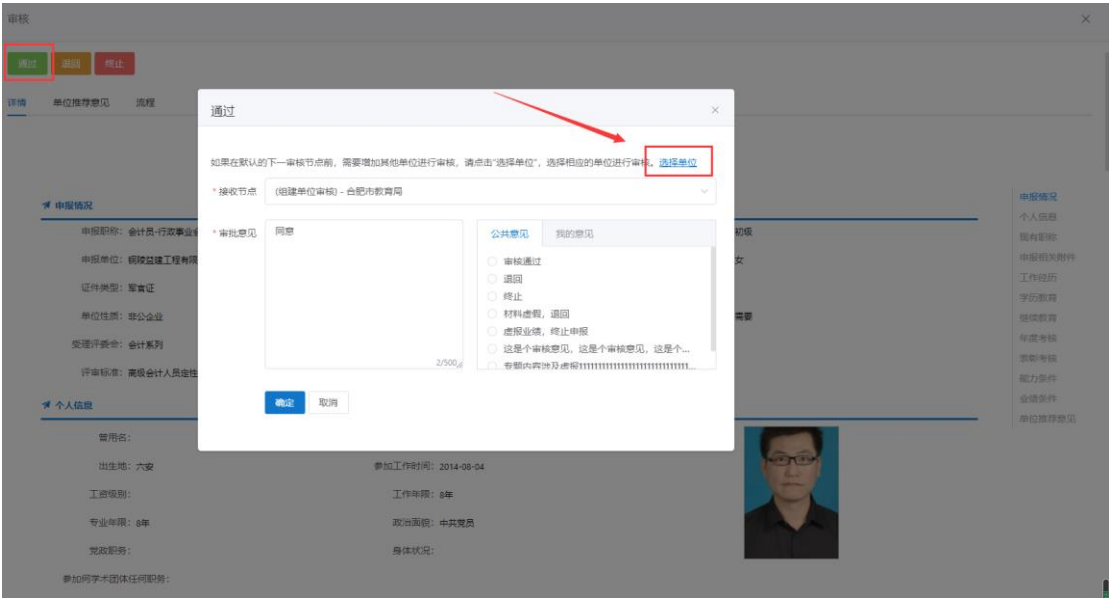 审核
通过 退回 终止
详情 单位推荐意见 流程
通过
如果在默认的下一审核节点前，需要增加其他单位进行审核，请点击"选择单位"，选择相应的单位进行审核。选择单位
* 接收节点 (组建单位审核) - 合肥市教育局
* 审批意见 同意
2/500
公共意见 我的意见
审核通过
退回
终止
材料虚假，退回
虚报业绩，终止申报
这是个审核意见，这是个审核意见，这是个...
确定 取消
申报情况
申报职称：会计员-行政事业会 初级
申报单位：铜陵益建工程有限 女
证件类型：军官证
单位性质：非公企业 需要
受理评委会：会计系列
评审标准：高级会计人员定性
个人信息
曾用名：
出生地：六安 参加工作时间：2014-08-04
工资级别： 工作年限：8年
专业年限：8年 政治面貌：中共党员
党政职务： 身体状况：
参加何学术团体任何职务：
申报情况
个人信息
现有职称
申报相关附件
工作经历
学历教育
继续教育
年度考核
能力条件
业绩条件
单位推荐意见